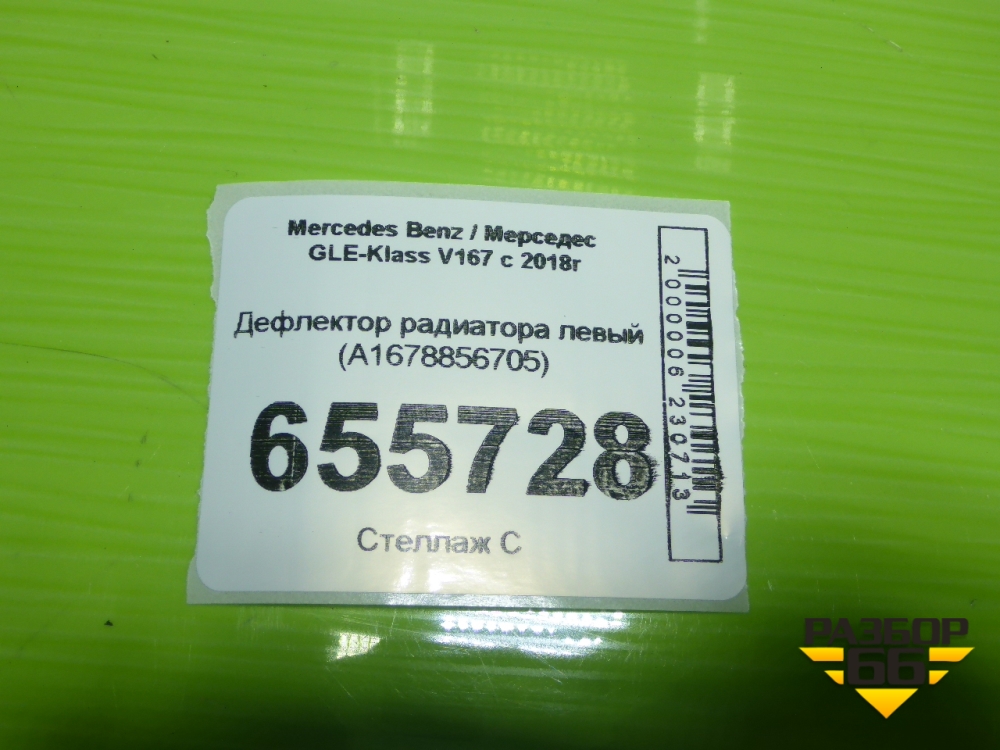 Mercedes Benz / Мерседес
GLE-Klass V167 с 2018г
Дефлектор радиатора левый
(A1678856705)
655728
Стеллаж С
2000006230713
РАЗБОР
66